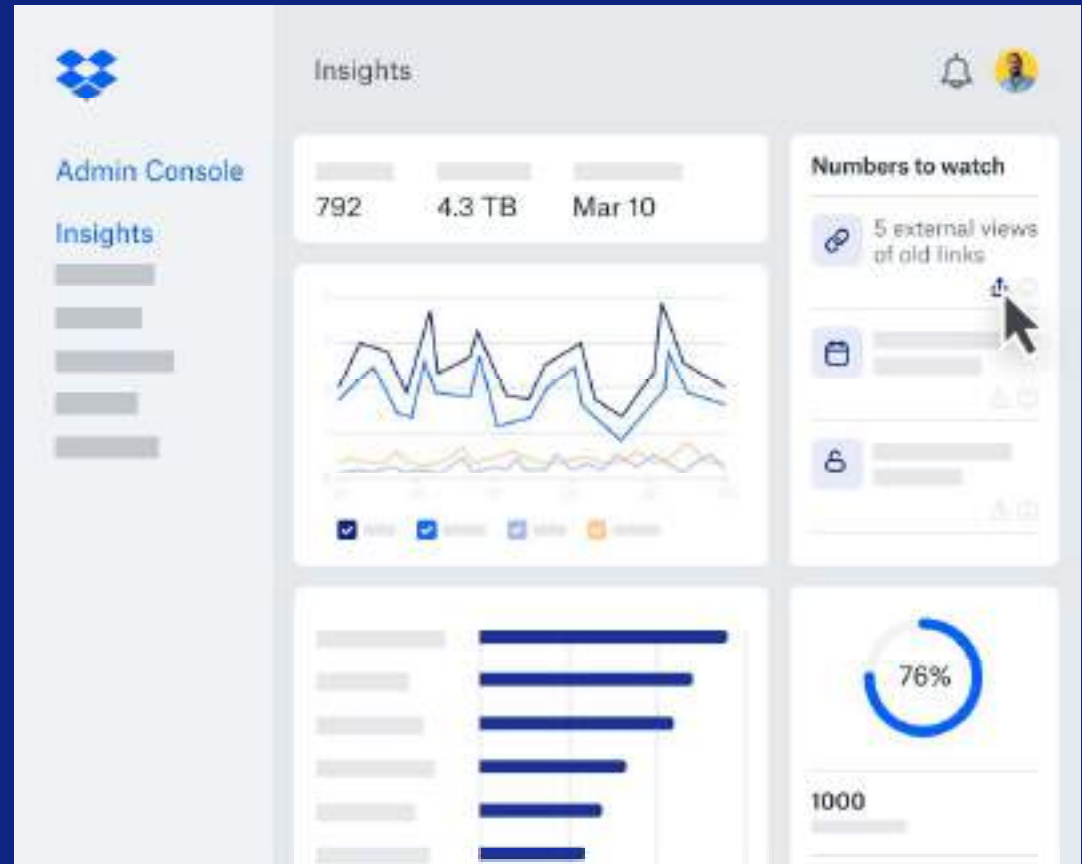 Insights
Admin Console
Insights
792 4.3 TB Mar 10
Numbers to watch
5 external views
of old links
76%
1000